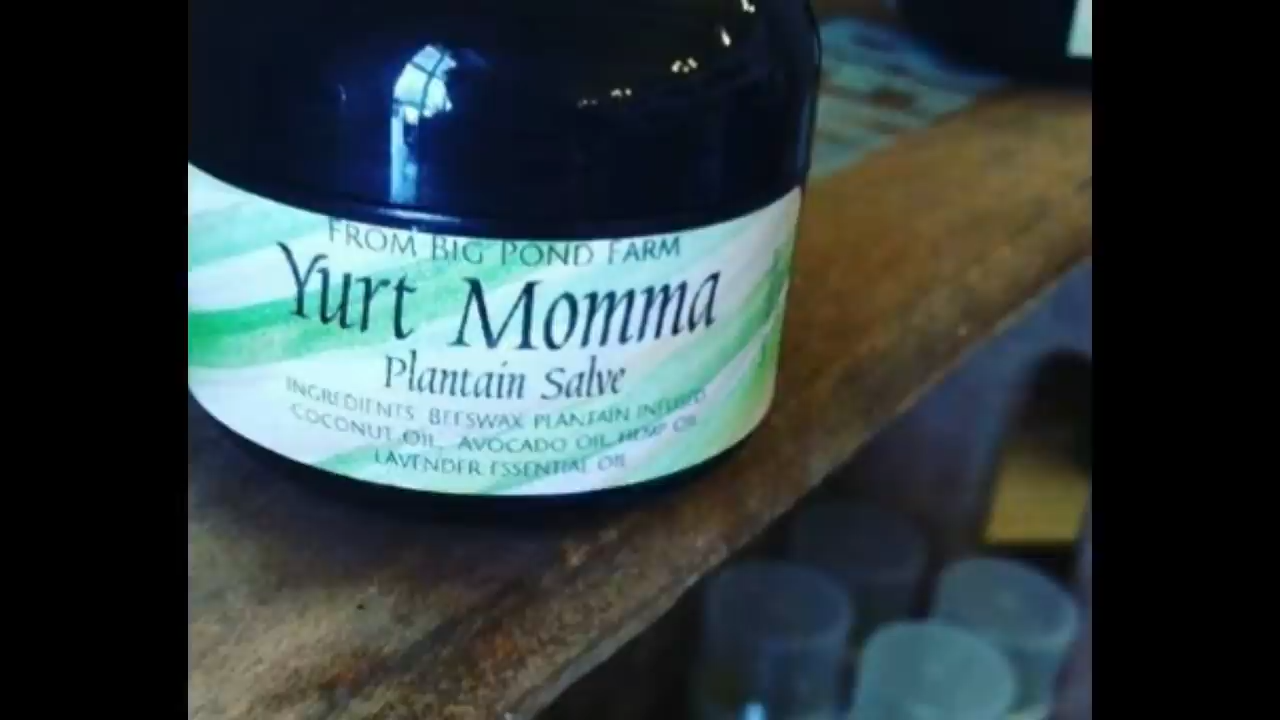 FROM BIG POND FARM
Yurt Momma
Plantain Salve
INGREDIENTS BEESWAX PLANTAIN INFUSED
COCONUT OIL, AVOCADO OIL HEMP OIL
LAVENDER ESSENTIAL OIL